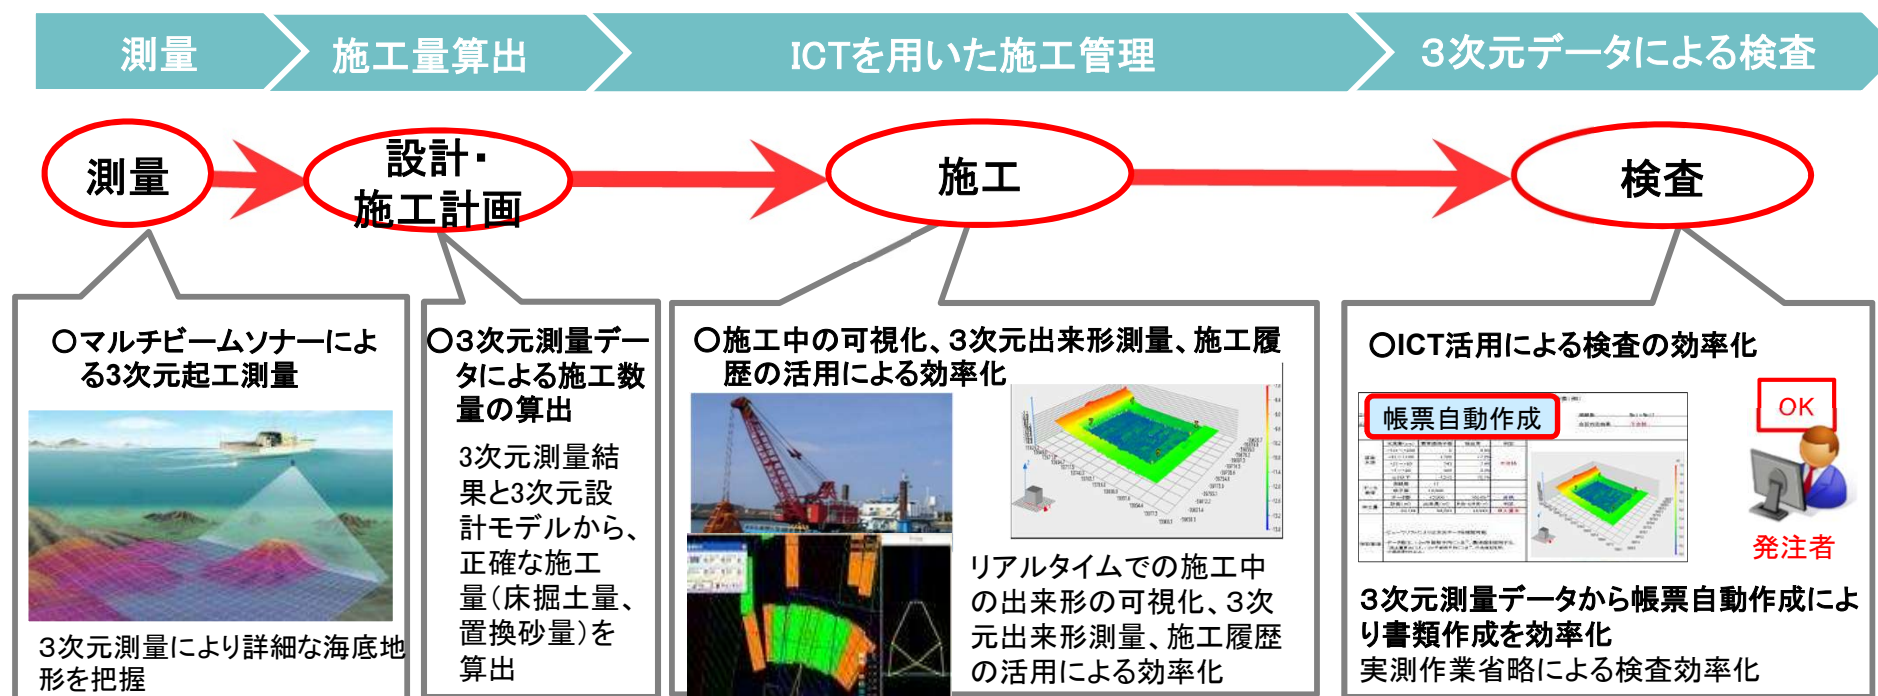 測量
施工量算出
ICTを用いた施工管理
３次元データによる検査
測量
設計・
施工計画
施工
検査
〇マルチビームソナーによ
る3次元起工測量
３次元測量により詳細な海底地
形を把握
〇３次元測量デー
タによる施工数
量の算出
3次元測量結
果と3次元設
計モデルから、
正確な施工
量（床掘土量、
置換砂量）を
算出
〇施工中の可視化、３次元出来形測量、施工履
歴の活用による効率化
リアルタイムでの施工中
の出来形の可視化、３次
元出来形測量、施工履歴
の活用による効率化
〇ICT活用による検査の効率化
帳票自動作成
OK
発注者
３次元測量データから帳票自動作成によ
り書類作成を効率化
実測作業省略による検査効率化